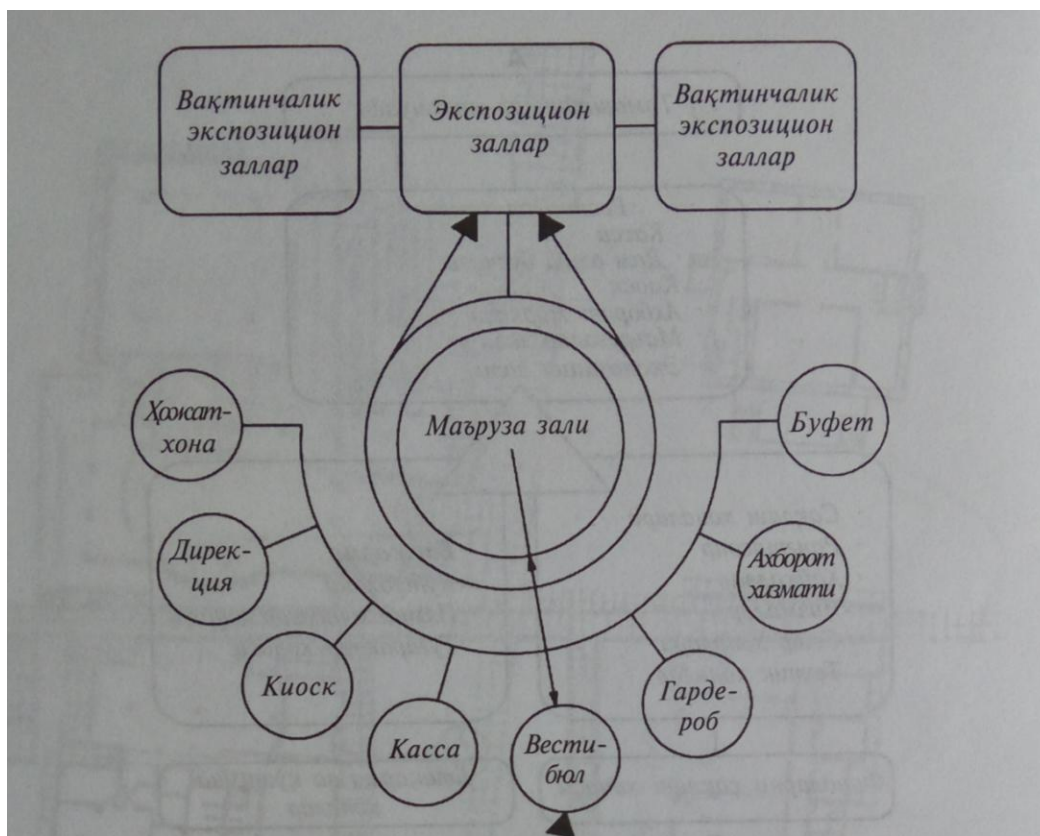 Вақтинчалик
экспозицион
заллар
Экспозицион
заллар
Вақтинчалик
экспозицион
заллар
Ҳожат-
хона
Маъруза зали
Буфет
Дирек-
ция
Ахборот
хизмати
Киоск
Гарде-
роб
Касса
Вести-
бюл